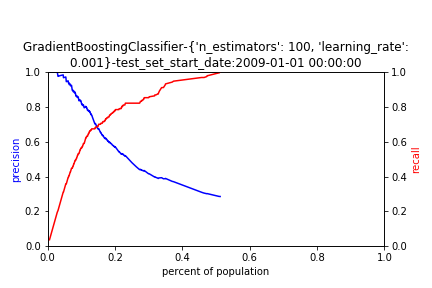 GradientBoostingClassifier-{'n_estimators': 100, 'learning_rate':
0.001}-test_set_start_date:2009-01-01 00:00:00
1.0
0.8
0.6
0.4
0.2
0.0
precision
0.0 0.2 0.4 0.6 0.8 1.0
percent of population
1.0
0.8
0.6
0.4
0.2
0.0
recall